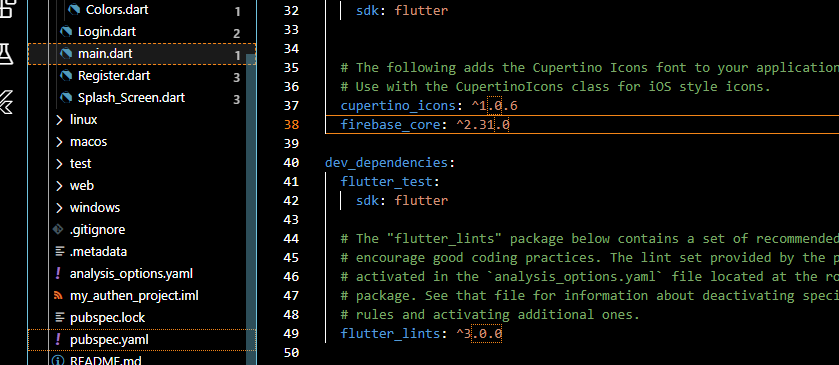 Colors.dart 1
Login.dart 2
main.dart 1
Register.dart 3
Splash_Screen.dart 3
linux
macos
test
web
windows
.gitignore
.metadata
analysis_options.yaml
my_authen_project.iml
pubspec.lock
pubspec.yaml
README.md
32 sdk: flutter
33
34
35 # The following adds the Cupertino Icons font to your application
36 # Use with the CupertinoIcons class for iOS style icons.
37 cupertino_icons: ^1.0.6
38 firebase_core: ^2.31.0
39
40 dev_dependencies:
41 flutter_test:
42 sdk: flutter
43
44 # The "flutter_lints" package below contains a set of recommended
45 # encourage good coding practices. The lint set provided by the p
46 # activated in the `analysis_options.yaml` file located at the ro
47 # package. See that file for information about deactivating speci
48 # rules and activating additional ones.
49 flutter_lints: ^3.0.0
50